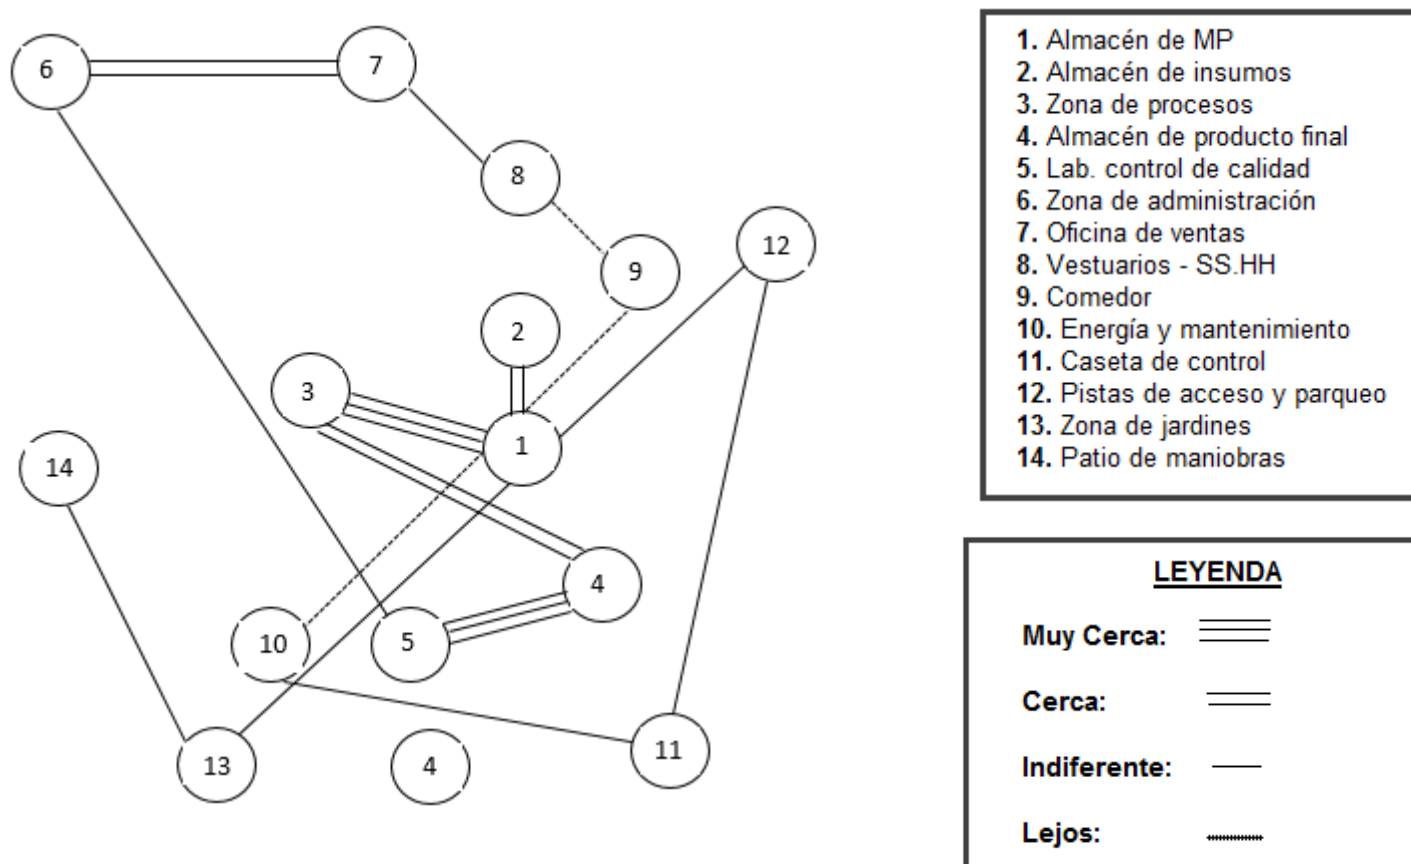 6
7
8
12
9
2
3
1
14
4
10
5
11
13
4
1. Almacén de MP
2. Almacén de insumos
3. Zona de procesos
4. Almacén de producto final
5. Lab. control de calidad
6. Zona de administración
7. Oficina de ventas
8. Vestuarios - SS.HH
9. Comedor
10. Energía y mantenimiento
11. Caseta de control
12. Pistas de acceso y parqueo
13. Zona de jardines
14. Patio de maniobras
LEYENDA
Muy Cerca:
Cerca:
Indiferente:
Lejos: